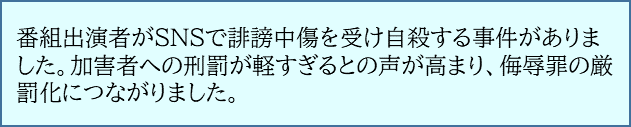 番組出演者がSNSで誹謗中傷を受け自殺する事件がありま
した。加害者への刑罰が軽すぎるとの声が高まり、侮辱罪の厳
罰化につながりました。